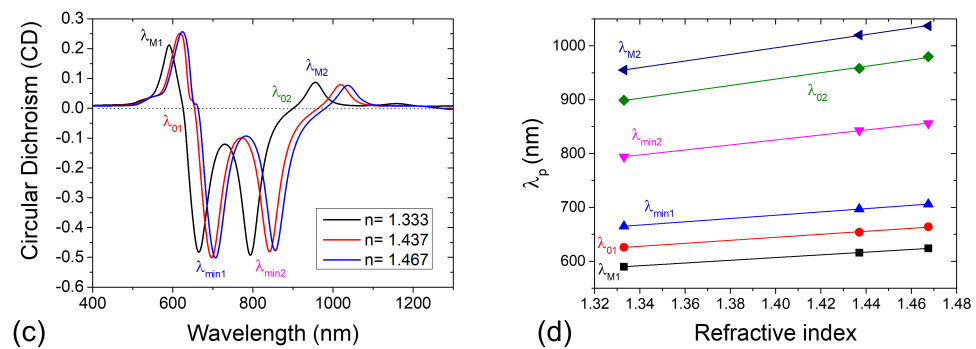 0.3
0.2
0.1
0.0
-0.1
-0.2
-0.3
-0.4
-0.5
-0.6
Circular Dichroism (CD)
λM1
λ01
λmin1
λmin2
λ02
λM2
n= 1.333
n= 1.437
n= 1.467
400 600 800 1000 1200
Wavelength (nm)
(c)
1000
900
800
700
600
λp (nm)
λM2
λ02
λmin2
λmin1
λ01
λM1
1.32 1.34 1.36 1.38 1.40 1.42 1.44 1.46 1.48
Refractive index
(d)